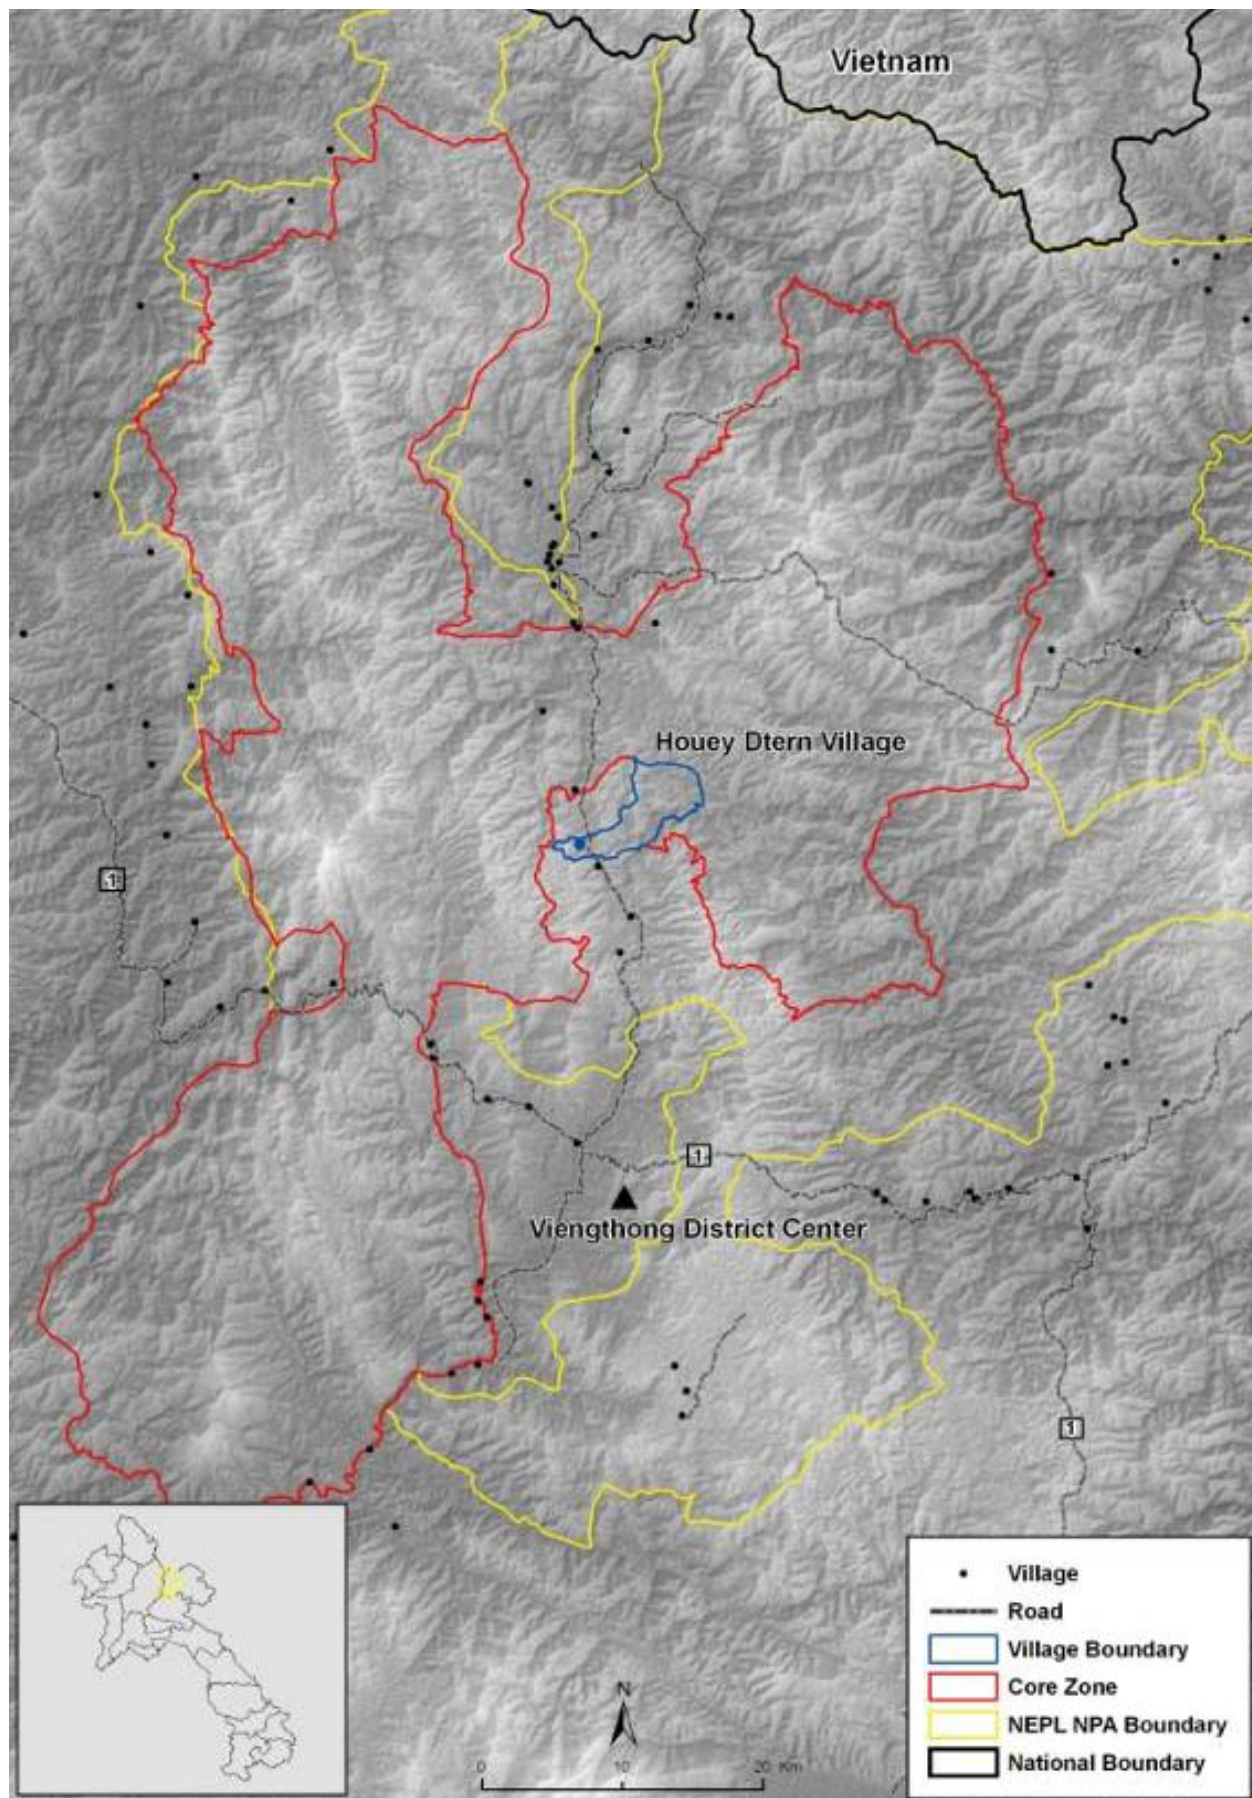 Vietnam
Houey Dtern Village
1
1
Viengthong District Center
1
Village
Road
Village Boundary
Core Zone
NEPL NPA Boundary
National Boundary
N
0 10 20 Km